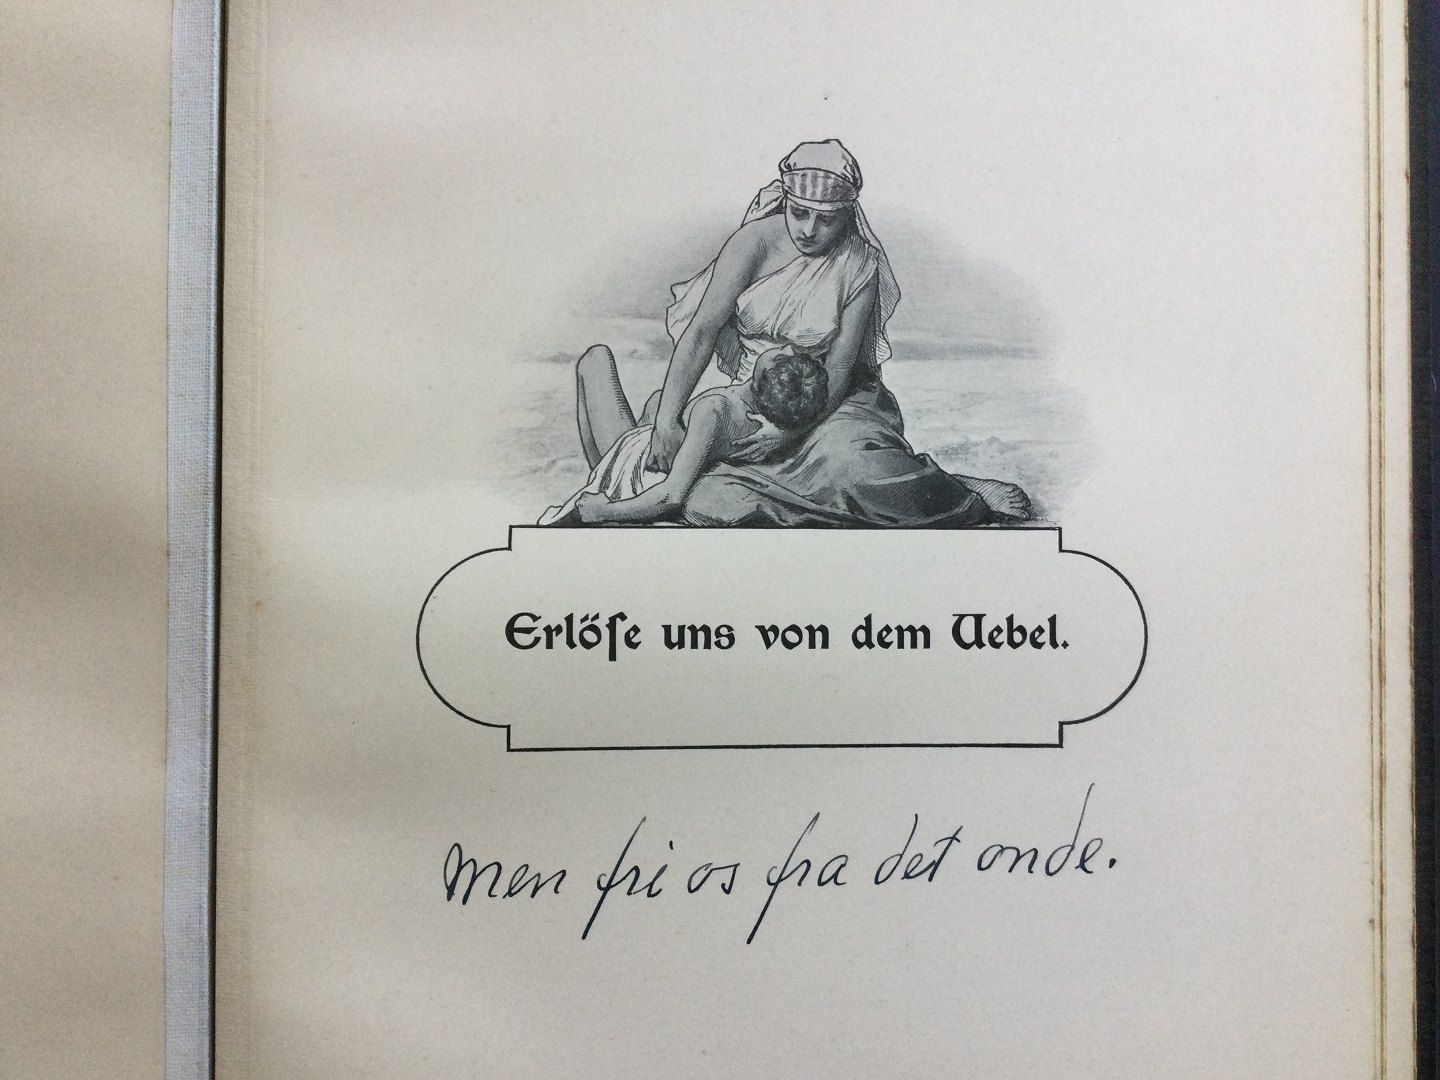 Erlöſe uns von dem Uebel.
men fri os fra det onde.